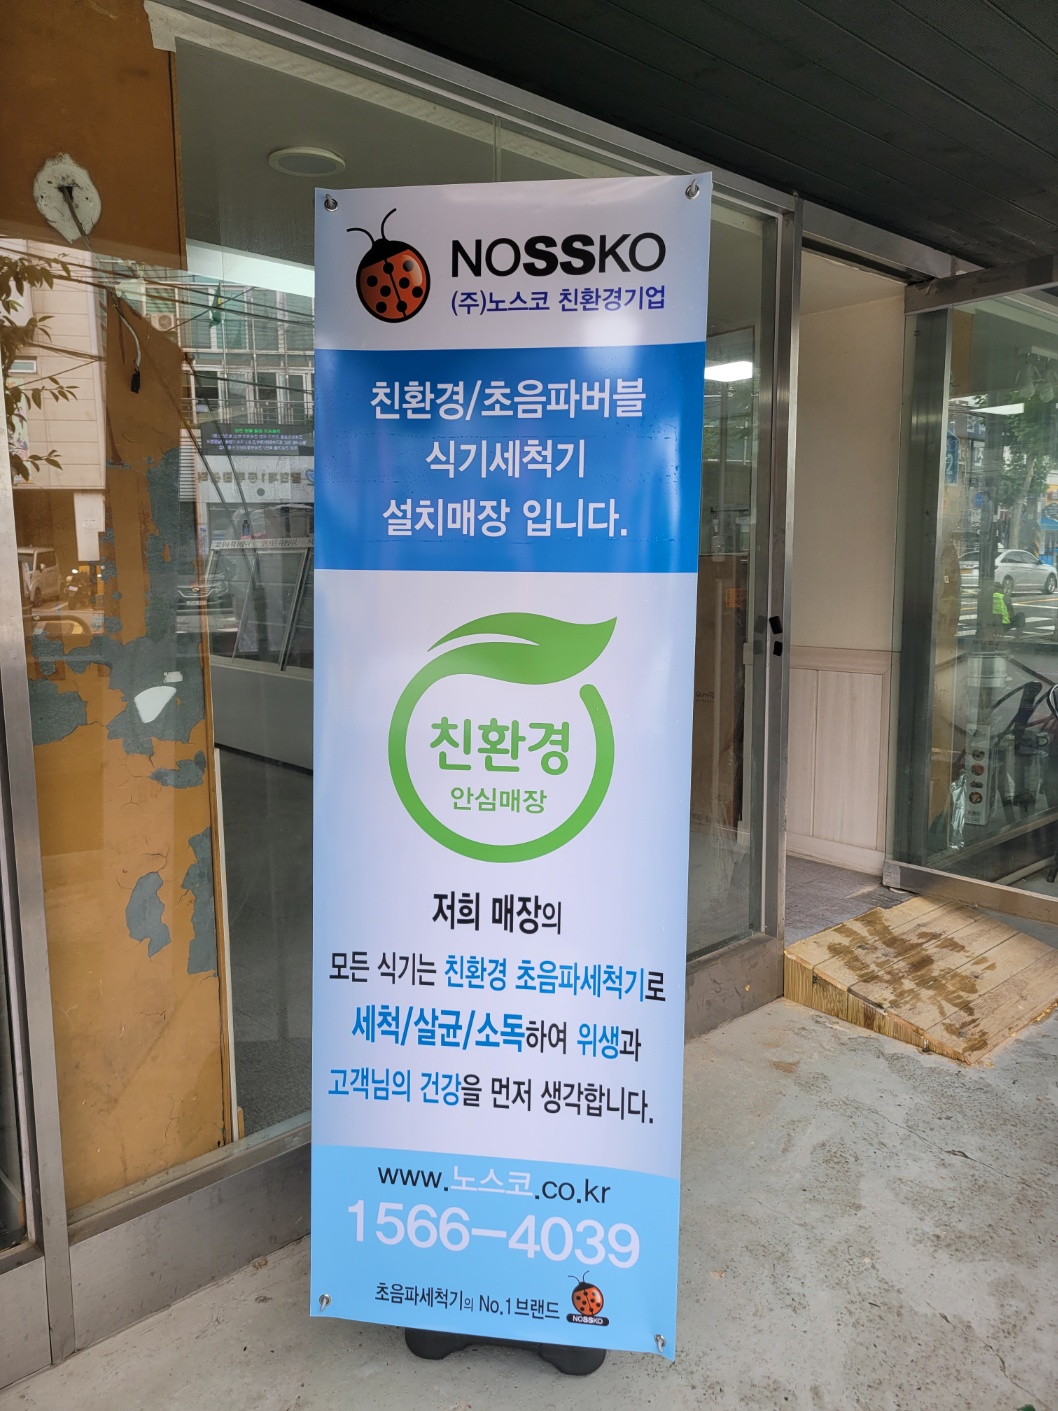 NOSSKO
(주)노스코 친환경기업
친환경/초음파버블
식기세척기
설치매장 입니다.
친환경
안심매장
저희 매장의
모든 식기는 친환경 초음파세척기로
세척/살균/소독하여 위생과
고객님의 건강을 먼저 생각합니다.
www.노스코.co.kr
1566-4039
초음파세척기의 No.1브랜드
NOSSKO